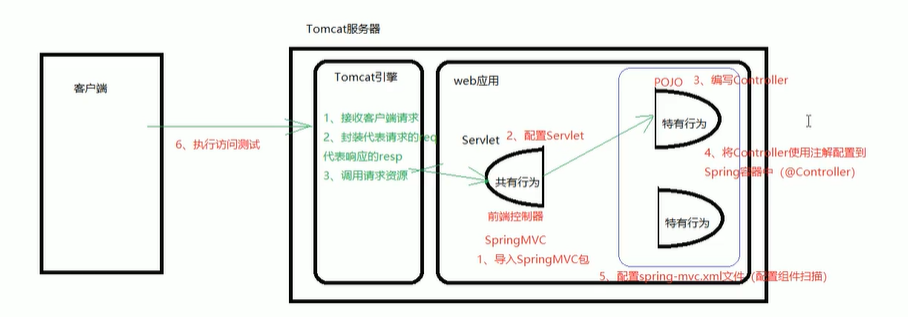 Tomcat服务器
客户端
Tomcat引擎
1、接收客户端请求
2、封装代表请求的req
代表响应的resp
3、调用请求资源
6、执行访问测试
web应用
Servlet
2、配置Servlet
共有行为
前端控制器
SpringMVC
1、导入SpringMVC包
POJO
3、编写Controller
特有行为
4、将Controller使用注解配置到
Spring容器中（@Controller）
特有行为
5、配置spring-mvc.xml文件（配置组件扫描）